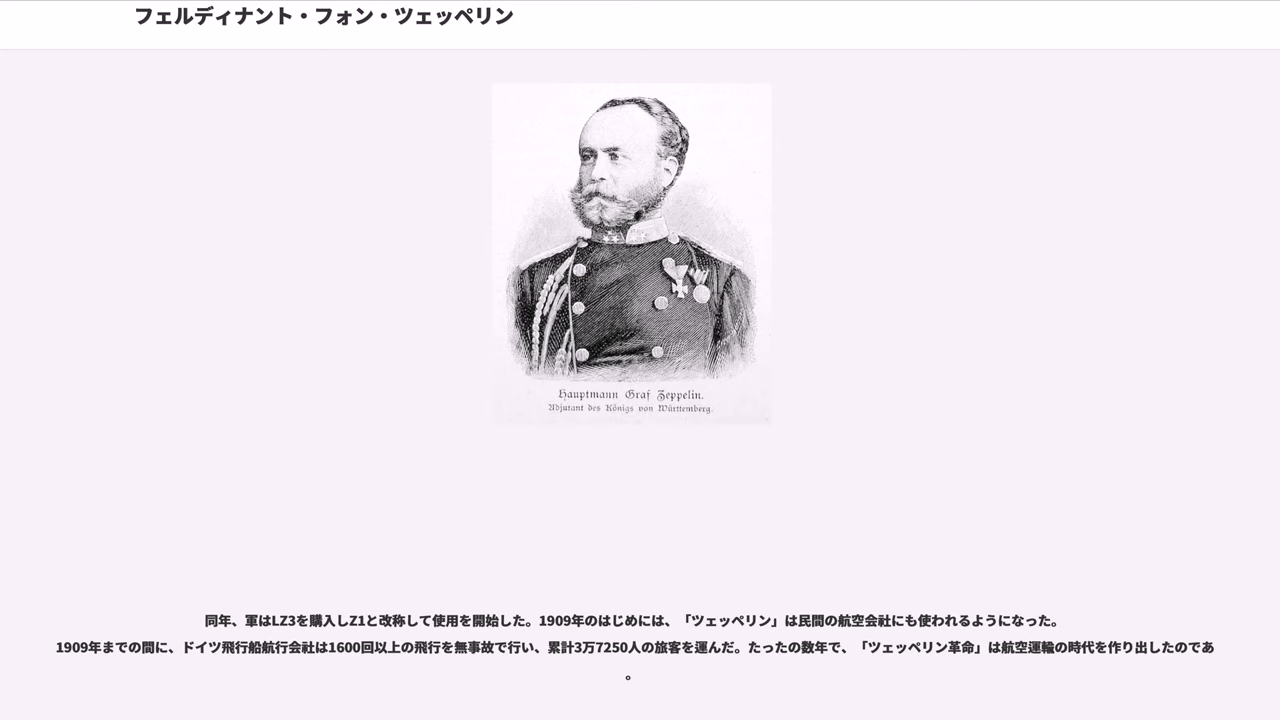 フェルディナント・フォン・ツェッペリン
Hauptmann Graf Zeppelin.
Adjutant des Königs von Württemberg.
同年、軍はLZ3を購入しZ1と改称して使用を開始した。1909年のはじめには、「ツェッペリン」は民間の航空会社にも使われるようになった。
1909年までの間に、ドイツ飛行船航行会社は1600回以上の飛行を無事故で行い、累計3万7250人の旅客を運んだ。たったの数年で、「ツェッペリン革命」は航空運輸の時代を作り出したのであ
。